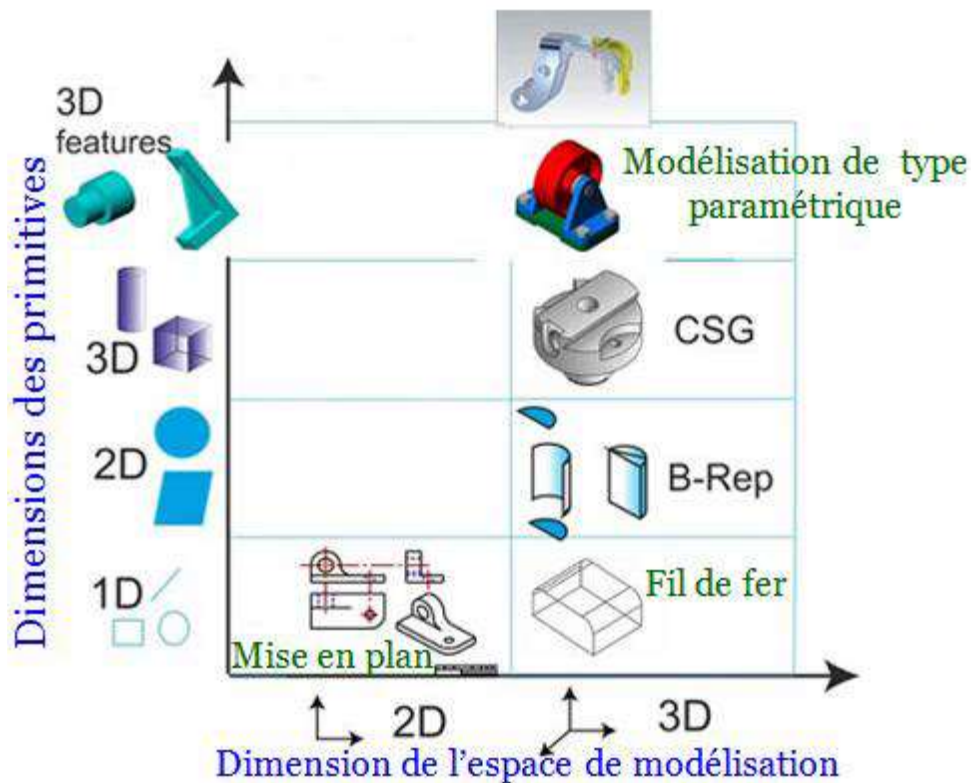 3D
features
Modélisation de type
paramétrique
Dimensions des primitives
3D
CSG
2D
B-Rep
1D
Fil de fer
Mise en plan
2D
3D
Dimension de l'espace de modélisation